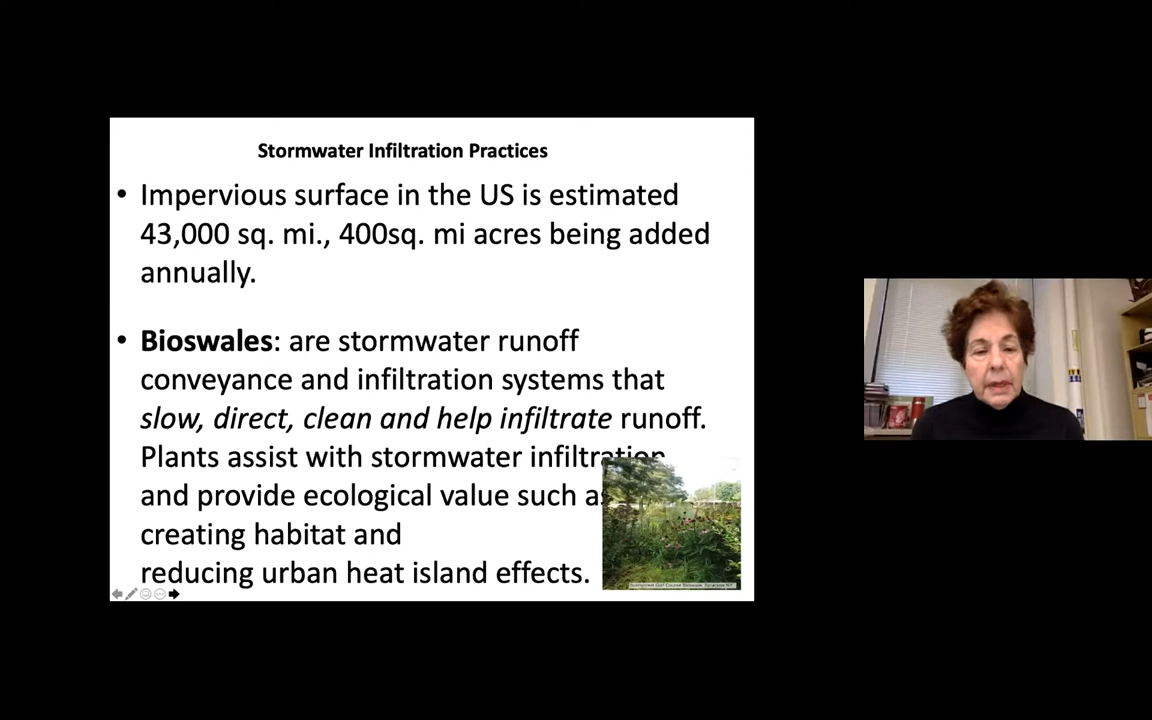 Stormwater Infiltration Practices
• Impervious surface in the US is estimated
43,000 sq. mi., 400sq. mi acres being added
annually.
• Bioswales: are stormwater runoff
conveyance and infiltration systems that
slow, direct, clean and help infiltrate runoff.
Plants assist with stormwater infiltration
and provide ecological value such as
creating habitat and
reducing urban heat island effects.